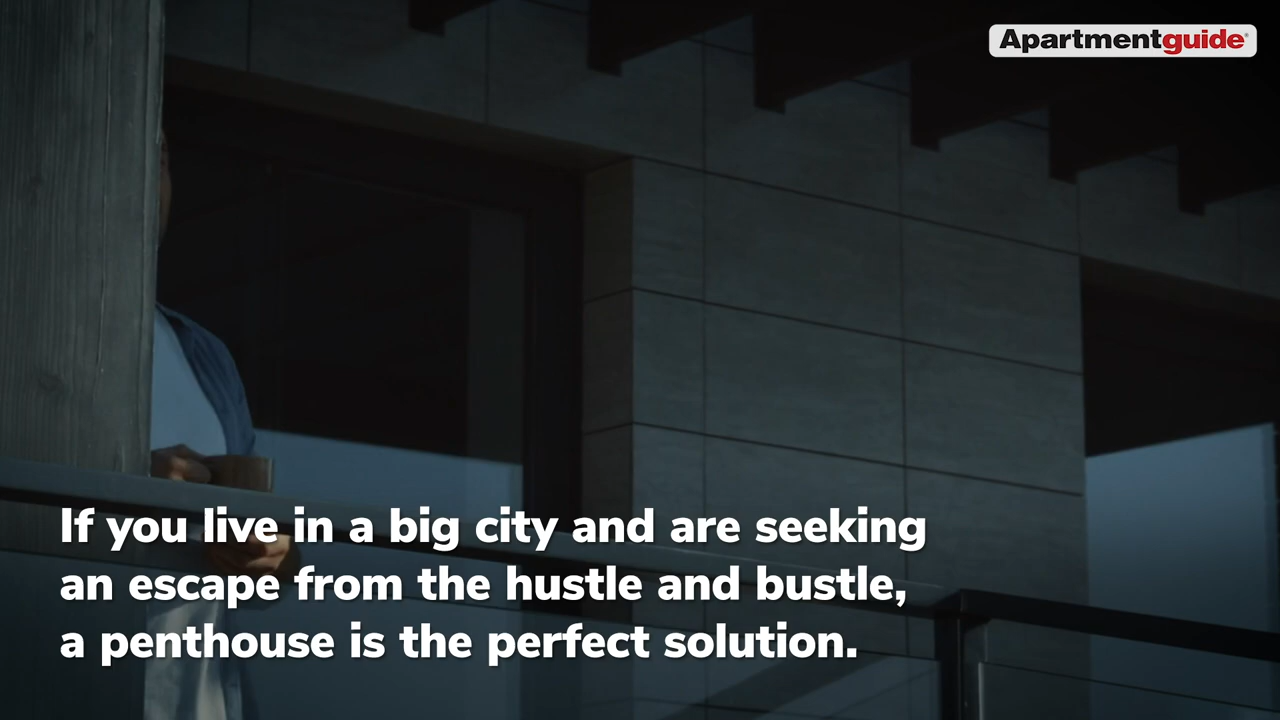 Apartmentguide®
If you live in a big city and are seeking
an escape from the hustle and bustle,
a penthouse is the perfect solution.